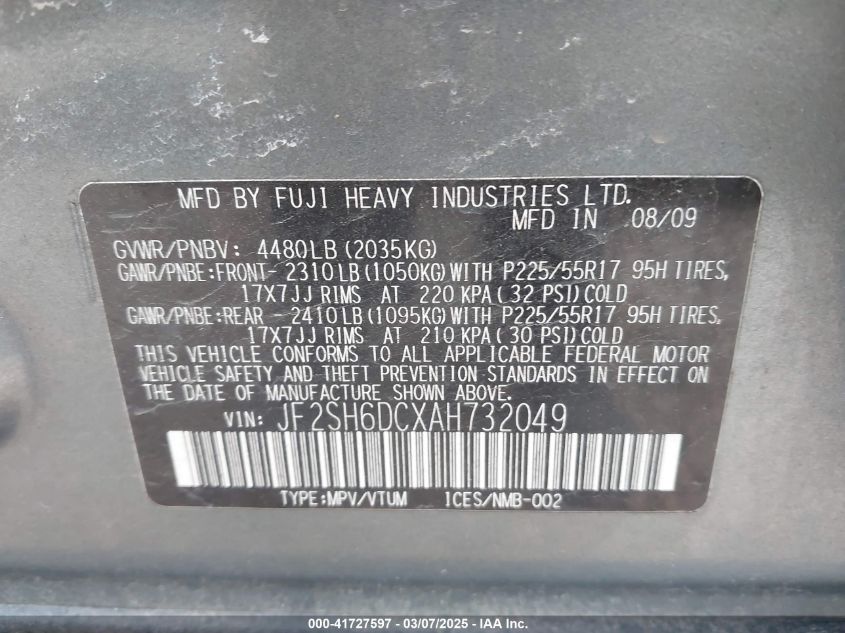 MFD BY FUJI HEAVY INDUSTRIES LTD.
MFD IN 08/09
GVWR/PNBV: 4480LB (2035KG)
GAWR/PNBE:FRONT- 2310LB (1050KG) WITH P225/55R17 95H TIRES,
17X7JJ RIMS AT 220 KPA ( 32 PSI) COLD
GAWR/PNBE:REAR - 2410LB (1095KG) WITH P225/55R17 95H TIRES,
17X7JJ RIMS AT 210 KPA ( 30 PSI) COLD
THIS VEHICLE CONFORMS TO ALL APPLICABLE FEDERAL MOTOR
VEHICLE SAFETY AND THEFT PREVENTION STANDARDS IN EFFECT ON
THE DATE OF MANUFACTURE SHOWN ABOVE.
VIN: JF2SH6DCXAH732049
TYPE:MPV/VTUM ICES/NMB-002
000-41727597 - 03/07/2025 - IAA Inc.